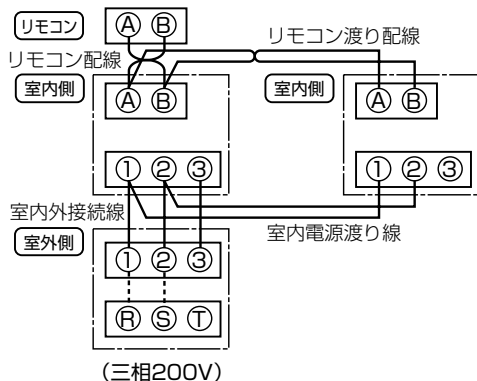 リモコン Ⓐ Ⓑ
リモコン渡り配線
リモコン配線
室内側 Ⓐ Ⓑ
室内側 Ⓐ Ⓑ
① ② ③
① ② ③
室内外接続線
室内電源渡り線
室外側
① ② ③
Ⓡ Ⓢ Ⓣ
(三相200V)